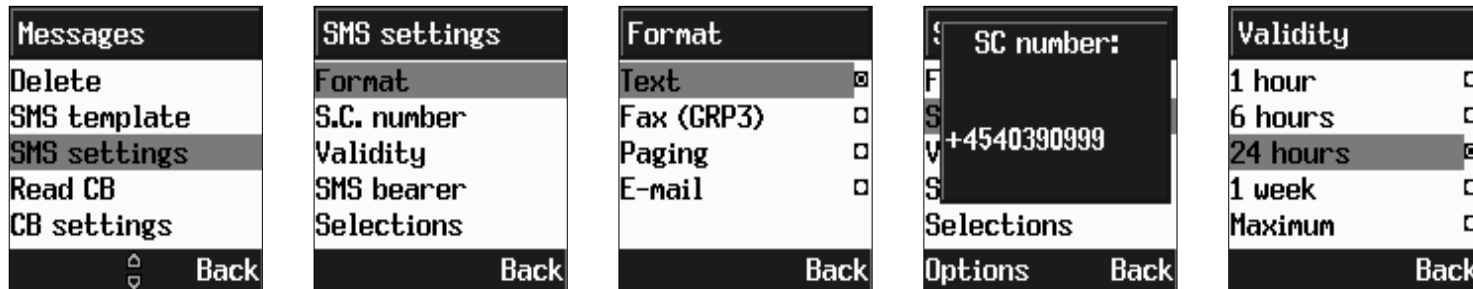 Messages
Delete
SMS template
SMS settings
Read CB
CB settings
Back
SMS settings
Format
S.C. number
Validity
SMS bearer
Selections
Back
Format
Text
Fax (GRP3)
Paging
E-mail
Back
SC number:
+4540390999
Selections
Options Back
Validity
1 hour
6 hours
24 hours
1 week
Maximum
Back